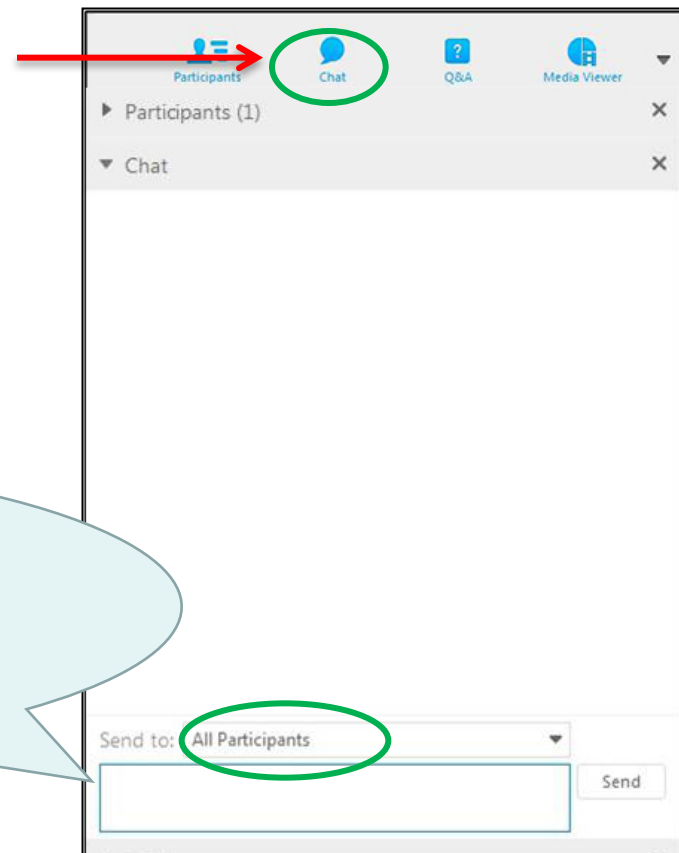 Participants Chat Q&A Media Viewer
Participants (1)
Chat
Send to: All Participants
Send